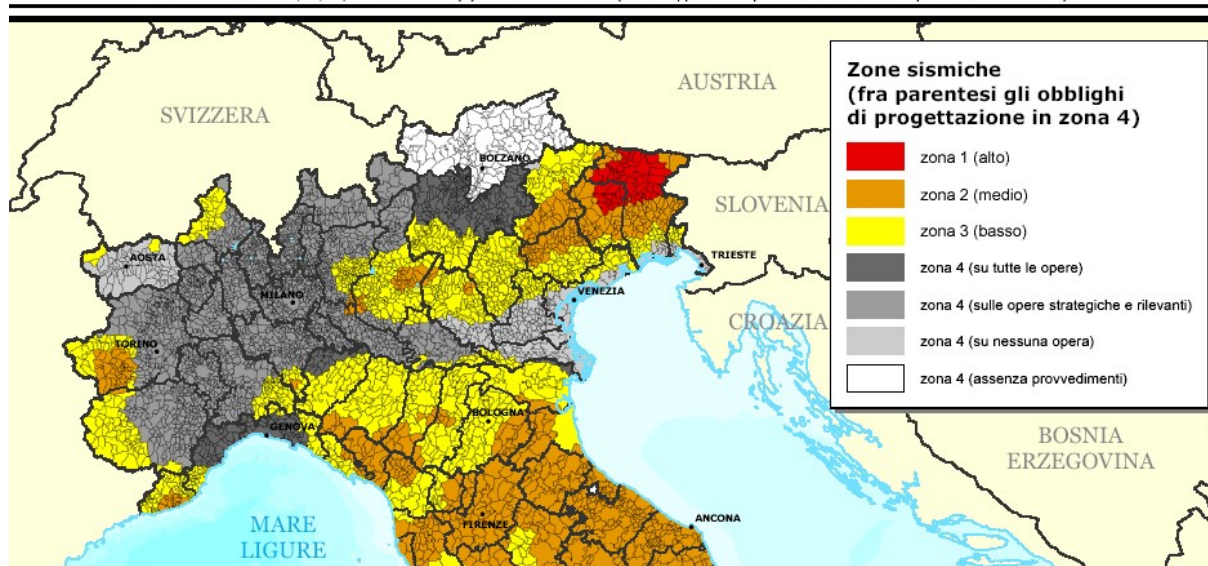 AUSTRIA
SVIZZERA
BOLZANO
SLOVENIA
AOSTA
TRIESTE
MILANO
VENEZIA
CROAZIA
TORINO
BOLOGNA
GENOVA
BOSNIA
ERZEGOVINA
MARE
LIGURE
FIRENZE
ANCONA
Zone sismiche
(fra parentesi gli obblighi
di progettazione in zona 4)
zona 1 (alto)
zona 2 (medio)
zona 3 (basso)
zona 4 (su tutte le opere)
zona 4 (sulle opere strategiche e rilevanti)
zona 4 (su nessuna opera)
zona 4 (assenza provvedimenti)